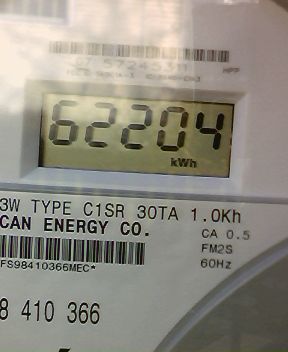 62204
kWh
3W TYPE C1SR 30TA 1.0Kh
CAN ENERGY CO.
CA 0.5
FM2S
60Hz
FS98410366MEC*
8 410 366